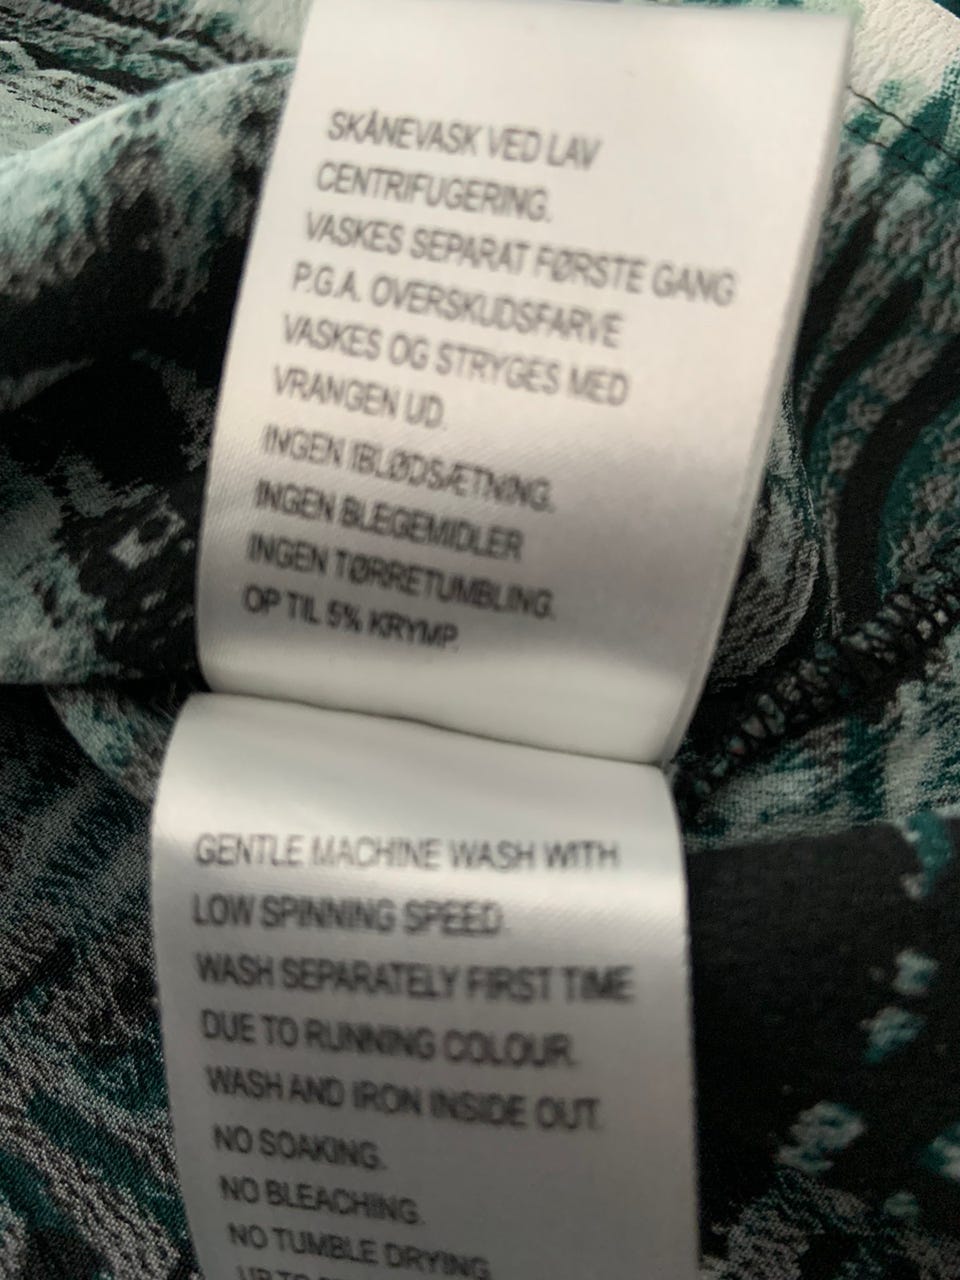 SKÅNEVASK VED LAV
CENTRIFUGERING.
VASKES SEPARAT FØRSTE GANG
P.G.A. OVERSKUDSFARVE
VASKES OG STRYGES MED
VRANGEN UD.
INGEN IBLØDSÆTNING.
INGEN BLEGEMIDLER
INGEN TØRRETUMBLING.
OP TIL 5% KRYMP.
GENTLE MACHINE WASH WITH
LOW SPINNING SPEED.
WASH SEPARATELY FIRST TIME
DUE TO RUNNING COLOUR.
WASH AND IRON INSIDE OUT.
NO SOAKING.
NO BLEACHING.
NO TUMBLE DRYING.
UP TO